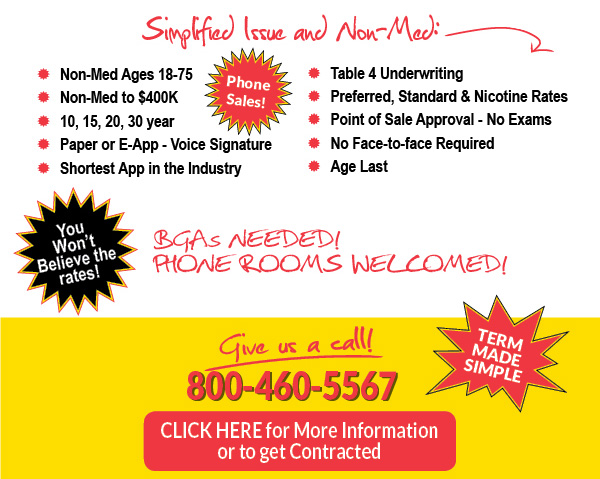 Simplified Issue and Non-Med:
Non-Med Ages 18-75
Non-Med to $400K
10, 15, 20, 30 year
Paper or E-App - Voice Signature
Shortest App in the Industry
Phone
Sales!
Table 4 Underwriting
Preferred, Standard & Nicotine Rates
Point of Sale Approval - No Exams
No Face-to-face Required
Age Last
You
Won't
Believe the
rates!
BGAs NEEDED!
PHONE ROOMS WELCOMED!
Give us a call!
800-460-5567
TERM
MADE
SIMPLE
CLICK HERE for More Information
or to get Contracted